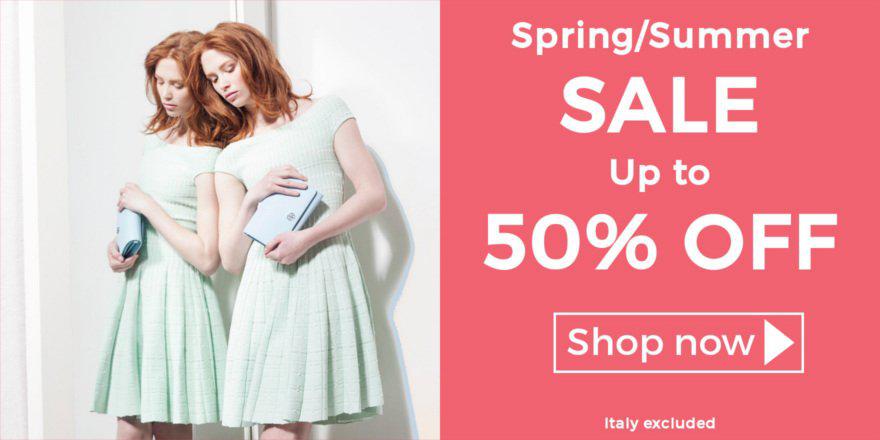 Spring/Summer
SALE
Up to
50% OFF
Shop now
Italy excluded